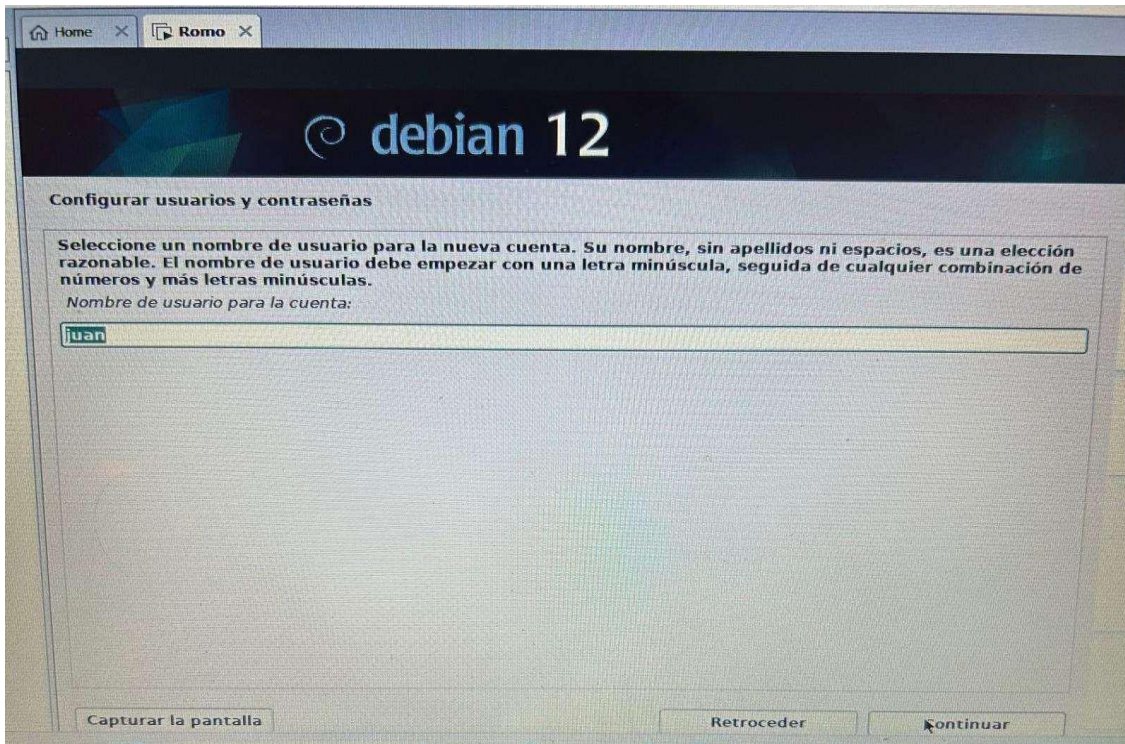 Home
Romo
debian 12
Configurar usuarios y contraseñas
Seleccione un nombre de usuario para la nueva cuenta. Su nombre, sin apellidos ni espacios, es una elección
razonable. El nombre de usuario debe empezar con una letra minúscula, seguida de cualquier combinación de
números y más letras minúsculas.
Nombre de usuario para la cuenta:
juan
Capturar la pantalla
Retroceder
Continuar